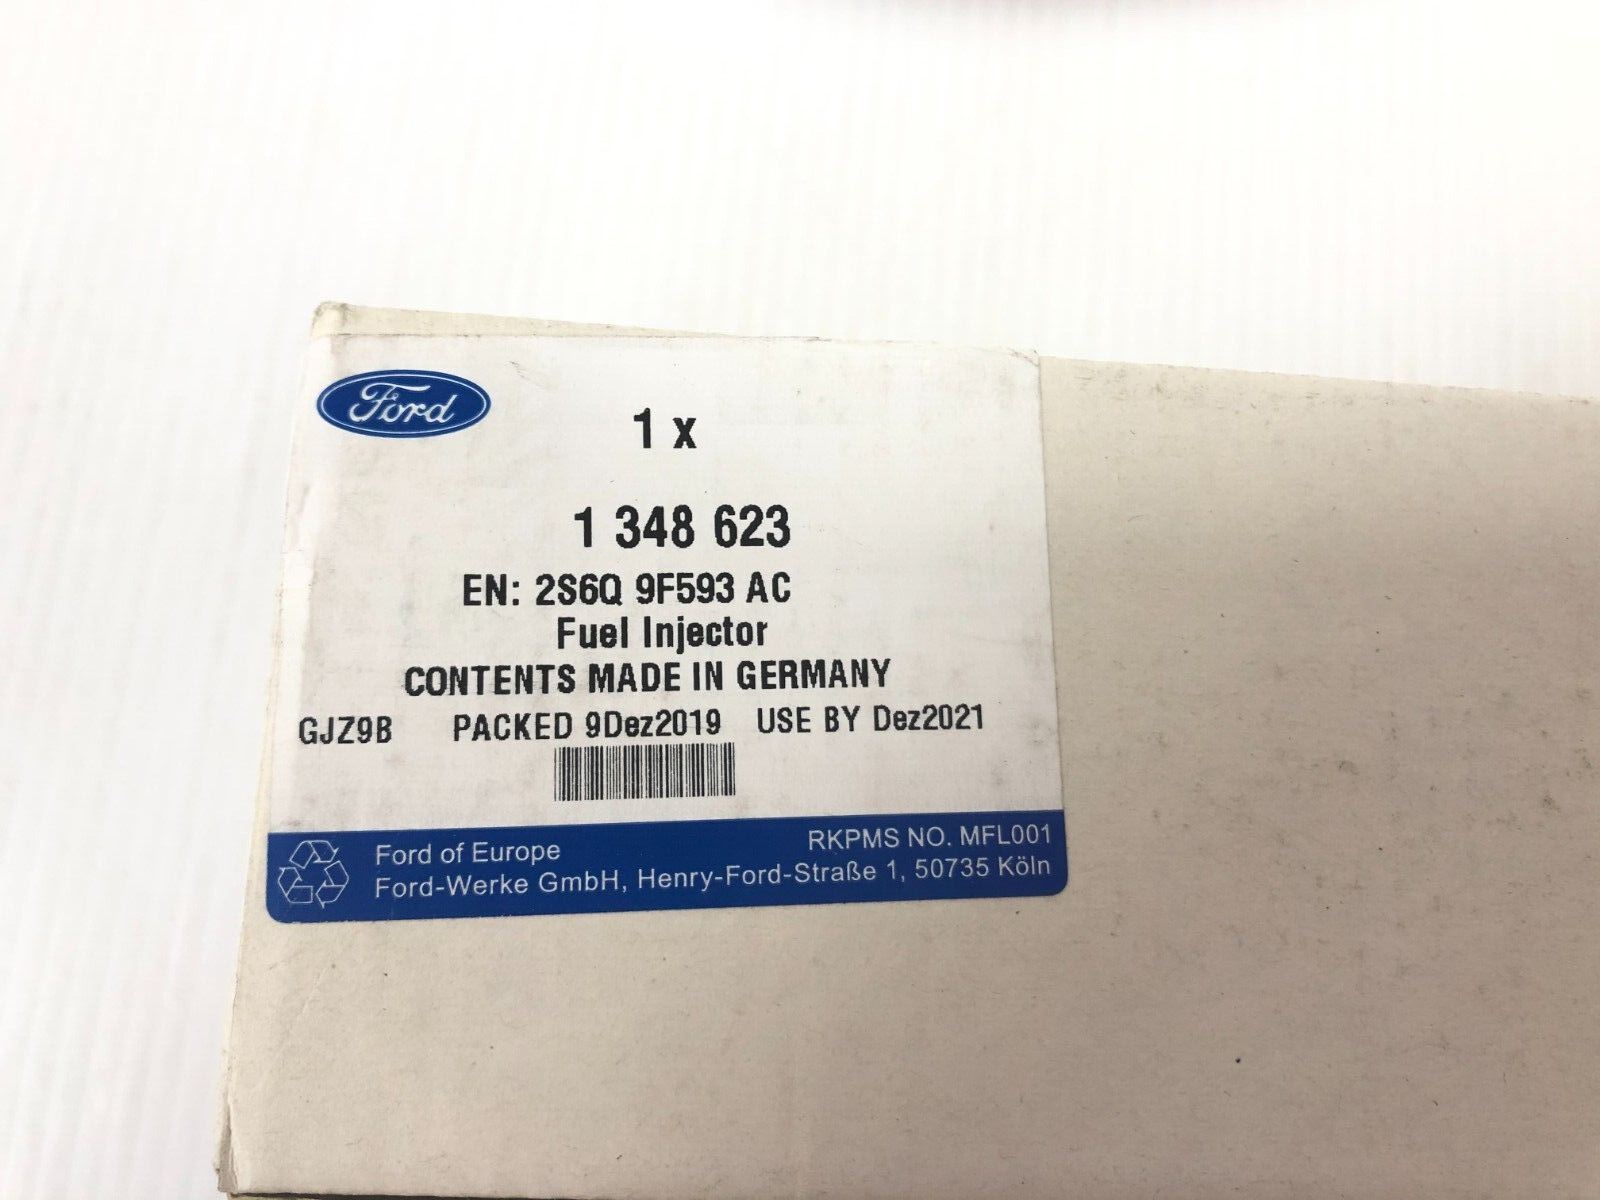 Ford
1 x
1 348 623
EN: 2S6Q 9F593 AC
Fuel Injector
CONTENTS MADE IN GERMANY
GJZ9B PACKED 9Dez2019 USE BY Dez2021
RKPMS NO. MFL001
Ford of Europe
Ford-Werke GmbH, Henry-Ford-Straße 1, 50735 Köln